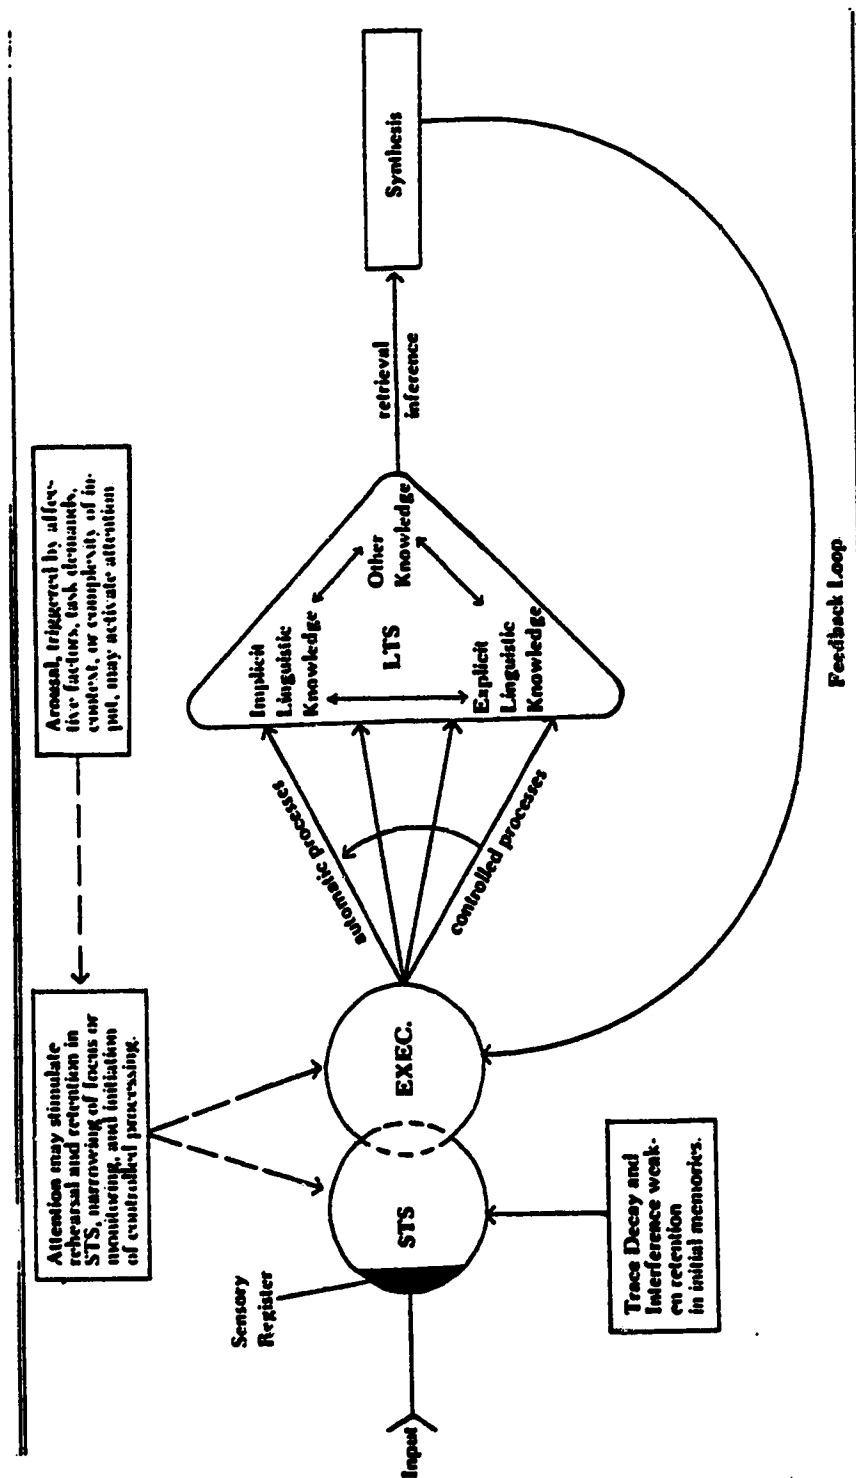 Input
Sensory
Register
STS
EXEC.
Attention may stimulate
rehearsal and retention in
STS, narrowing of focus or
monitoring, and initiation
of controlled processing.
Arousal, triggered by affec-
tive factors, task demands,
context, or complexity of in-
put, may activate attention
Trace Decay and
Interference weak-
en retention
in initial memories.
automatic processes
controlled processes
Implicit
Linguistic
Knowledge
LTS
Other
Knowledge
Explicit
Linguistic
Knowledge
retrieval
inference
Synthesis
Feedback Loop